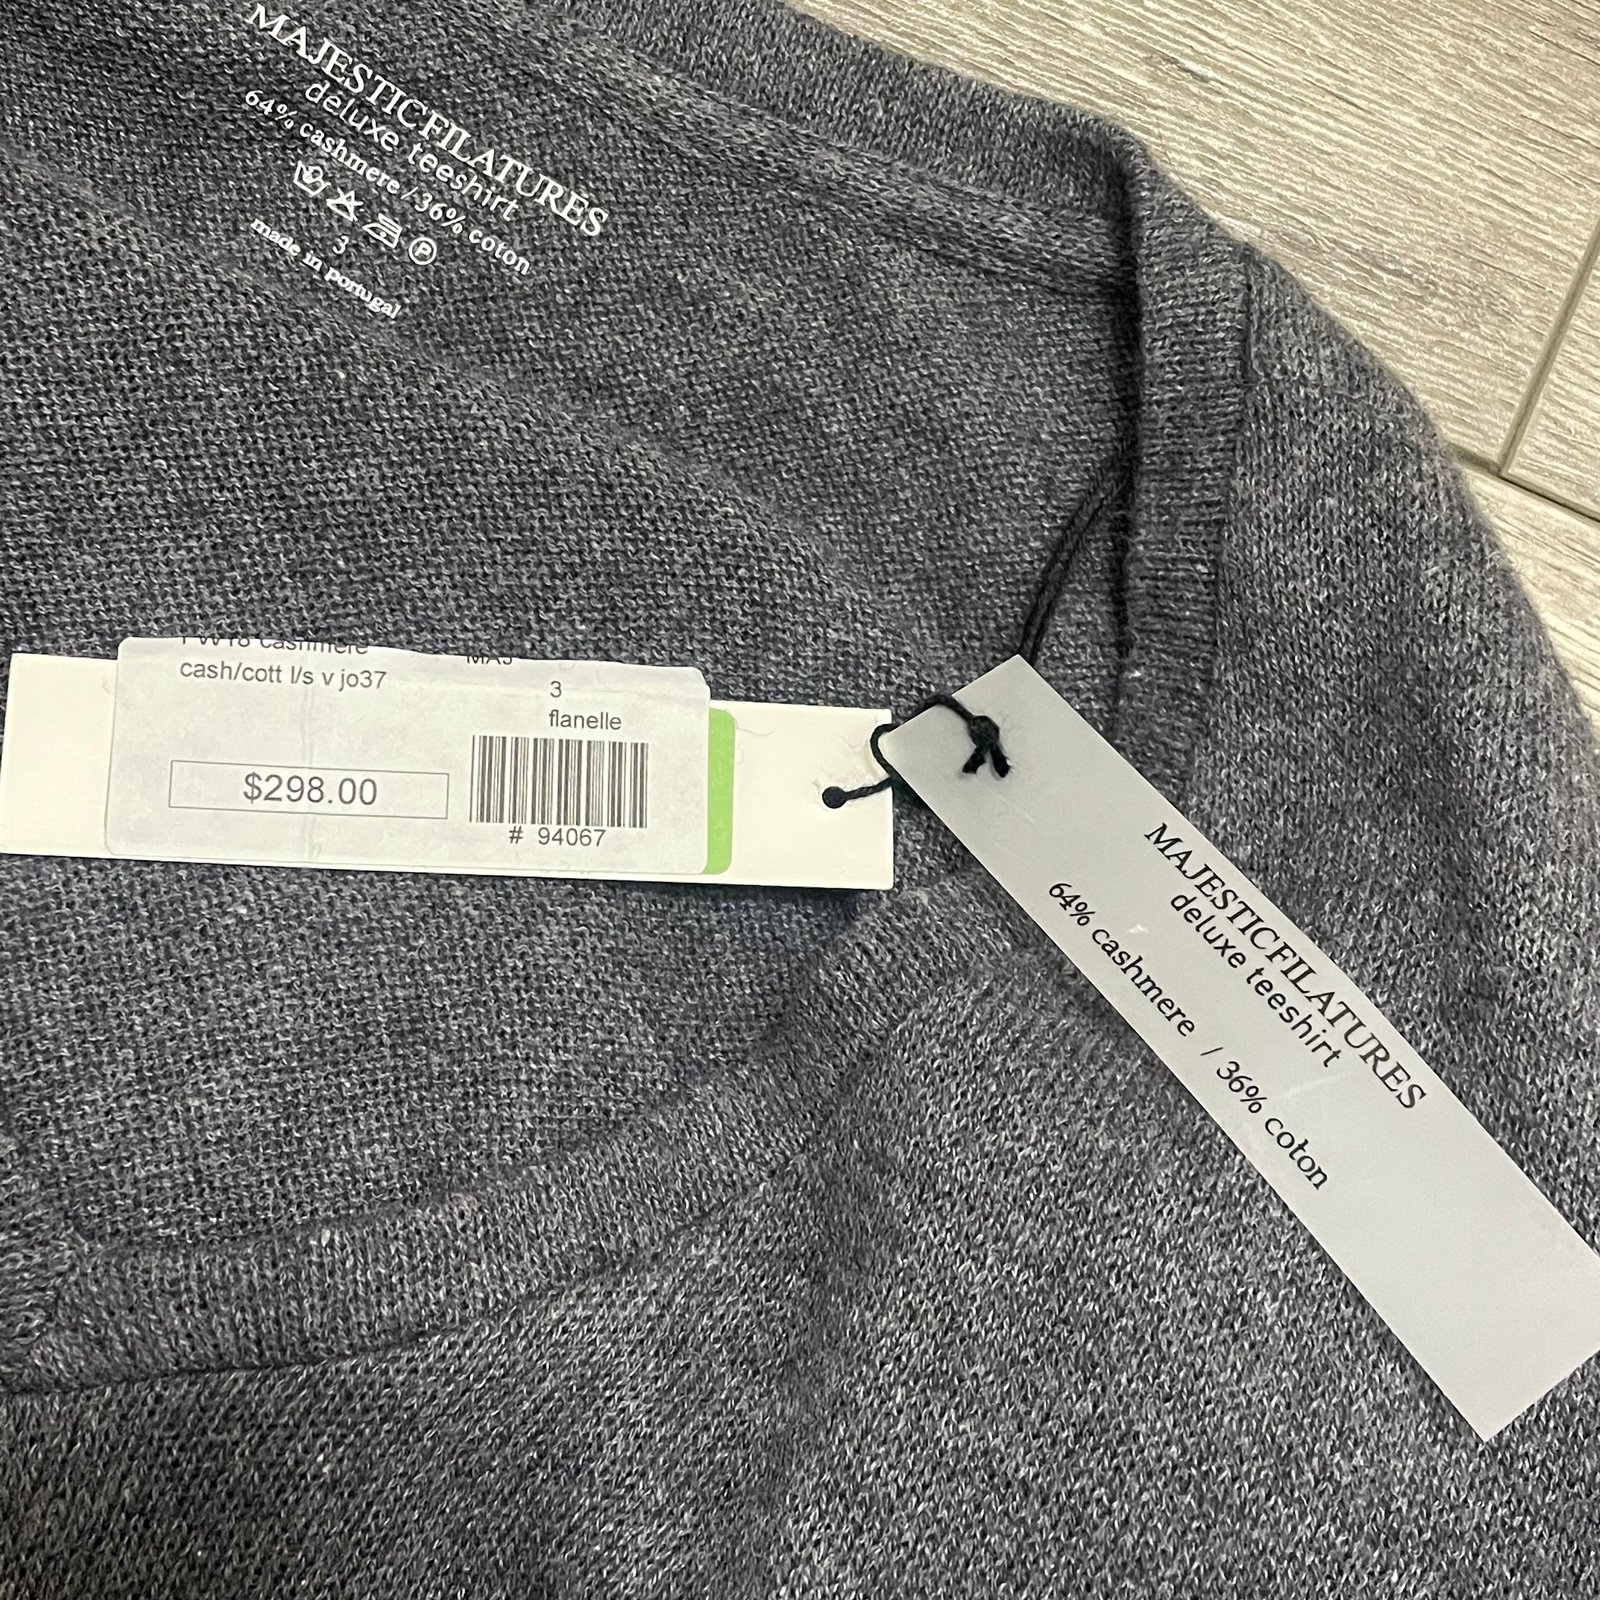 MAJESTICFILATURES
deluxe teeshirt
64% cashmere / 36% coton
3
made in portugal
cashmere
cash/cott l/s v jo37
3
flanelle
$298.00
# 94067
MAJESTICFILATURES
deluxe teeshirt
64% cashmere / 36% coton